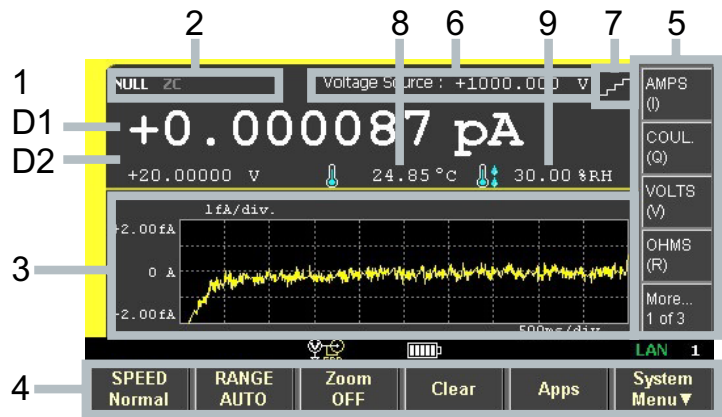 2 8 6 9 7 5
1
D1
D2
3
4
NULL ZC Voltage Source : +1000.000 V
+0.000087 pA
+20.00000 V 24.85°C 30.00 %RH
1fA/div.
+2.00fA
0 A
-2.00fA
500ms/div
AMPS
(I)
COUL.
(Q)
VOLTS
(V)
OHMS
(R)
More...
1 of 3
LAN 1
SPEED
Normal
RANGE
AUTO
Zoom
OFF
Clear
Apps
System
Menu▼